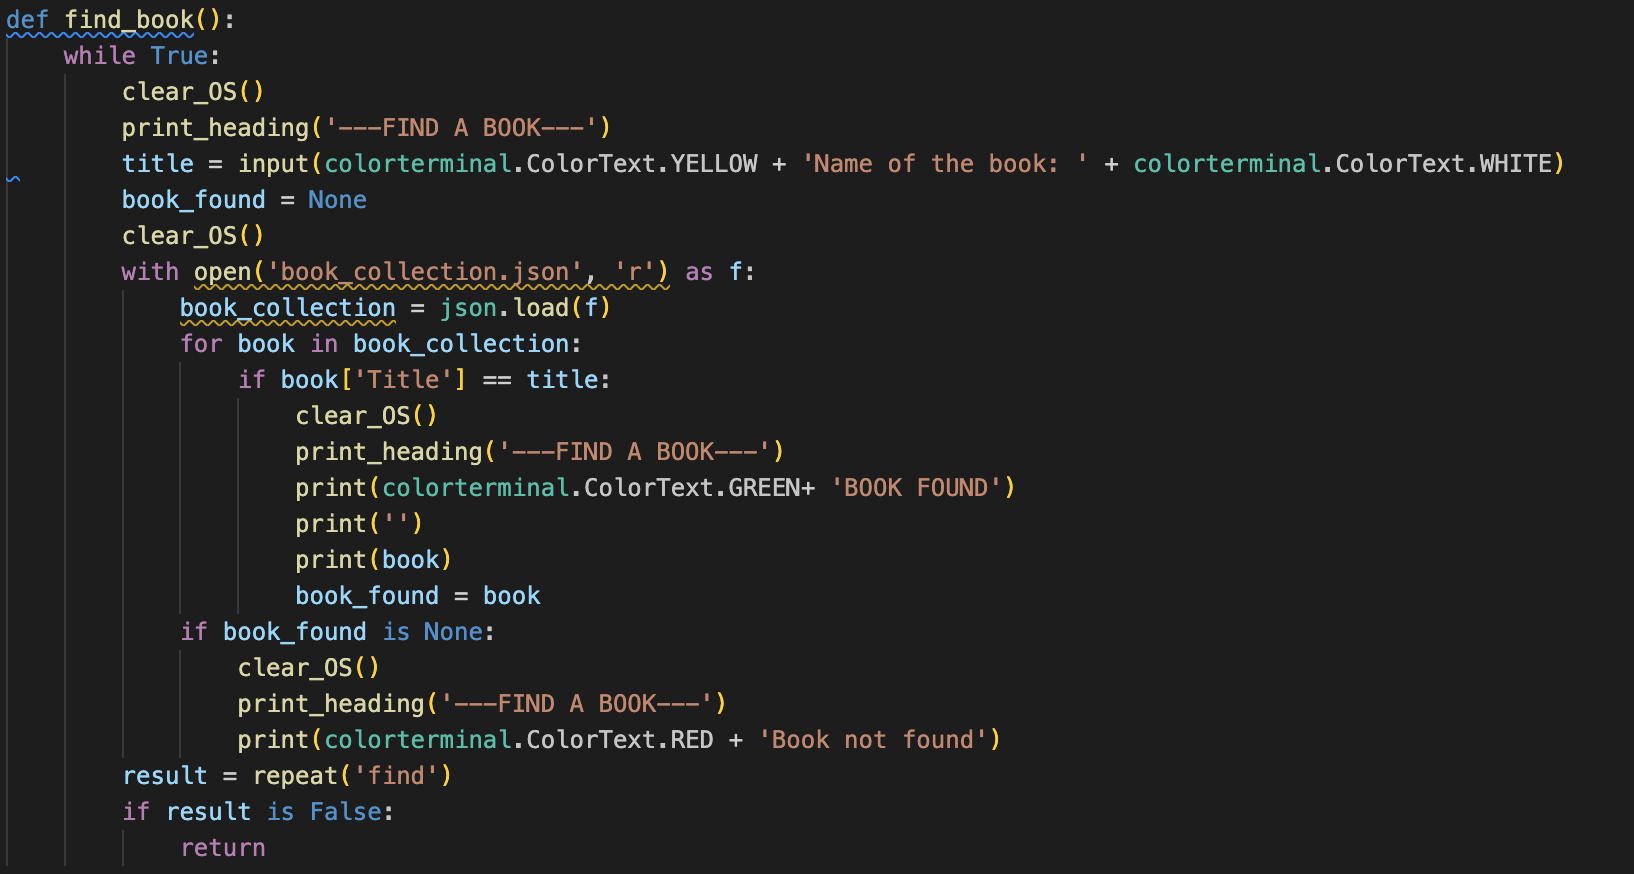 def find_book():
    while True:
        clear_OS()
        print_heading('---FIND A BOOK---')
        title = input(colorterminal.ColorText.YELLOW + 'Name of the book: ' + colorterminal.ColorText.WHITE)
        book_found = None
        clear_OS()
        with open('book_collection.json', 'r') as f:
            book_collection = json.load(f)
            for book in book_collection:
                if book['Title'] == title:
                    clear_OS()
                    print_heading('---FIND A BOOK---')
                    print(colorterminal.ColorText.GREEN+ 'BOOK FOUND')
                    print('')
                    print(book)
                    book_found = book
            if book_found is None:
                clear_OS()
                print_heading('---FIND A BOOK---')
                print(colorterminal.ColorText.RED + 'Book not found')
        result = repeat('find')
        if result is False:
            return